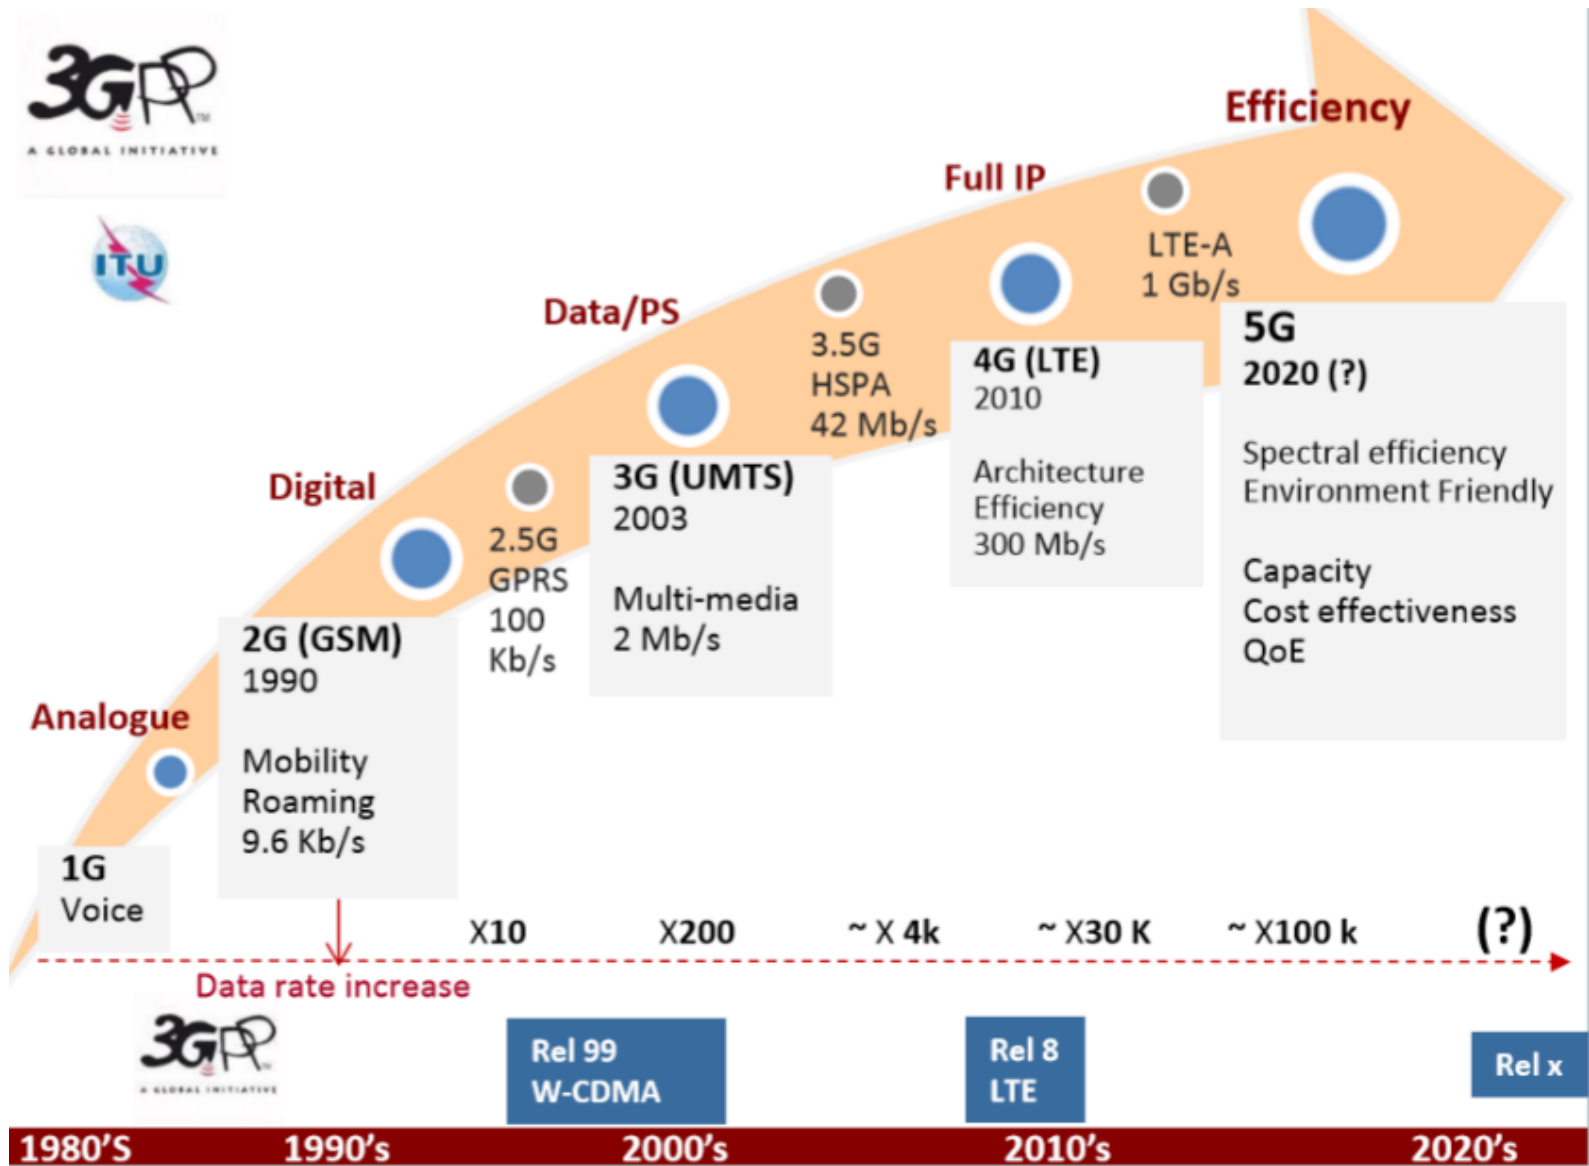 3GPP
TM
A GLOBAL INITIATIVE
ITU
Efficiency
Full IP
Data/PS
Digital
Analogue
1G
Voice
2G (GSM)
1990
Mobility
Roaming
9.6 Kb/s
2.5G
GPRS
100
Kb/s
3G (UMTS)
2003
Multi-media
2 Mb/s
3.5G
HSPA
42 Mb/s
4G (LTE)
2010
Architecture
Efficiency
300 Mb/s
LTE-A
1 Gb/s
5G
2020 (?)
Spectral efficiency
Environment Friendly
Capacity
Cost effectiveness
QoE
X10
X200
~ X 4k
~ X30 K
~ X100 k
(?)
Data rate increase
3GPP
A GLOBAL INITIATIVE
Rel 99
W-CDMA
Rel 8
LTE
Rel x
1980'S
1990's
2000's
2010's
2020's